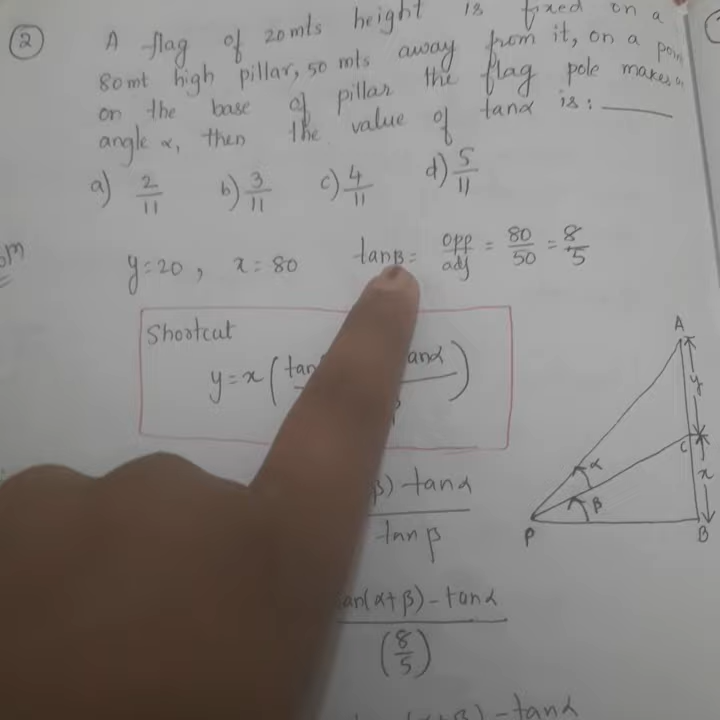 ② A flag of 20mts height is fixed on a
80mt high pillar, 50 mts away from it, on a
on the base of pillar the flag pole makes
angle α, then the value of tanα is: ____
a) 2/11 b) 3/11 c) 4/11 d) 5/11
y=20, x=80 tanβ= opp/adj = 80/50 = 8/5
Shortcut
y=x(tan anα)
A
y
C
x
α
β
P
B
β)-tanα
tanβ
tan(α+β)-tanα
(8/5)
-tanα